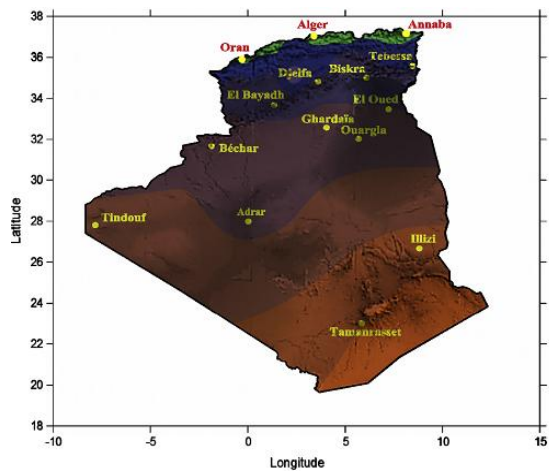 38
36
34
32
30
28
26
24
22
20
18
Latitude
Alger
Annaba
Oran
Tebessa
Biskra
Djelfa
El Bayadh
El Oued
Ghardaïa
Ouargla
Béchar
Tindouf
Adrar
Illizi
Tamanrasset
-10 -5 0 5 10 15
Longitude